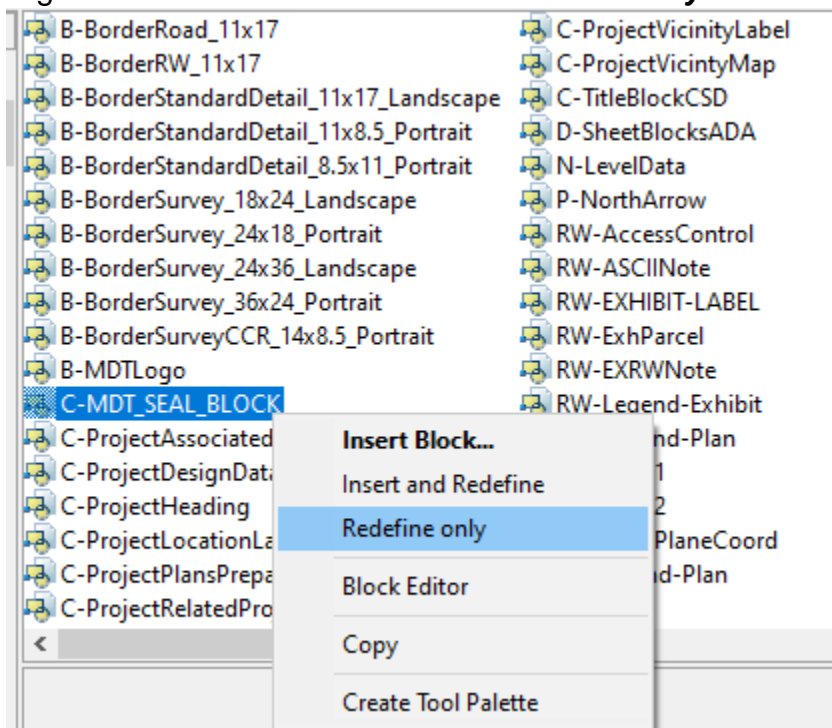 B-BorderRoad_11x17
B-BorderRW_11x17
B-BorderStandardDetail_11x17_Landscape
B-BorderStandardDetail_11x8.5_Portrait
B-BorderStandardDetail_8.5x11_Portrait
B-BorderSurvey_18x24_Landscape
B-BorderSurvey_24x18_Portrait
B-BorderSurvey_24x36_Landscape
B-BorderSurvey_36x24_Portrait
B-BorderSurveyCCR_14x8.5_Portrait
B-MDTLogo
C-MDT_SEAL_BLOCK
C-ProjectAssociated
C-ProjectDesignData
C-ProjectHeading
C-ProjectLocationLa
C-ProjectPlansPrepa
C-ProjectRelatedPro
C-ProjectVicinityLabel
C-ProjectVicintyMap
C-TitleBlockCSD
D-SheetBlocksADA
N-LevelData
P-NorthArrow
RW-AccessControl
RW-ASCIINote
RW-EXHIBIT-LABEL
RW-ExhParcel
RW-EXRWNote
RW-Legend-Exhibit
nd-Plan
1
2
PlaneCoord
nd-Plan
Insert Block...
Insert and Redefine
Redefine only
Block Editor
Copy
Create Tool Palette